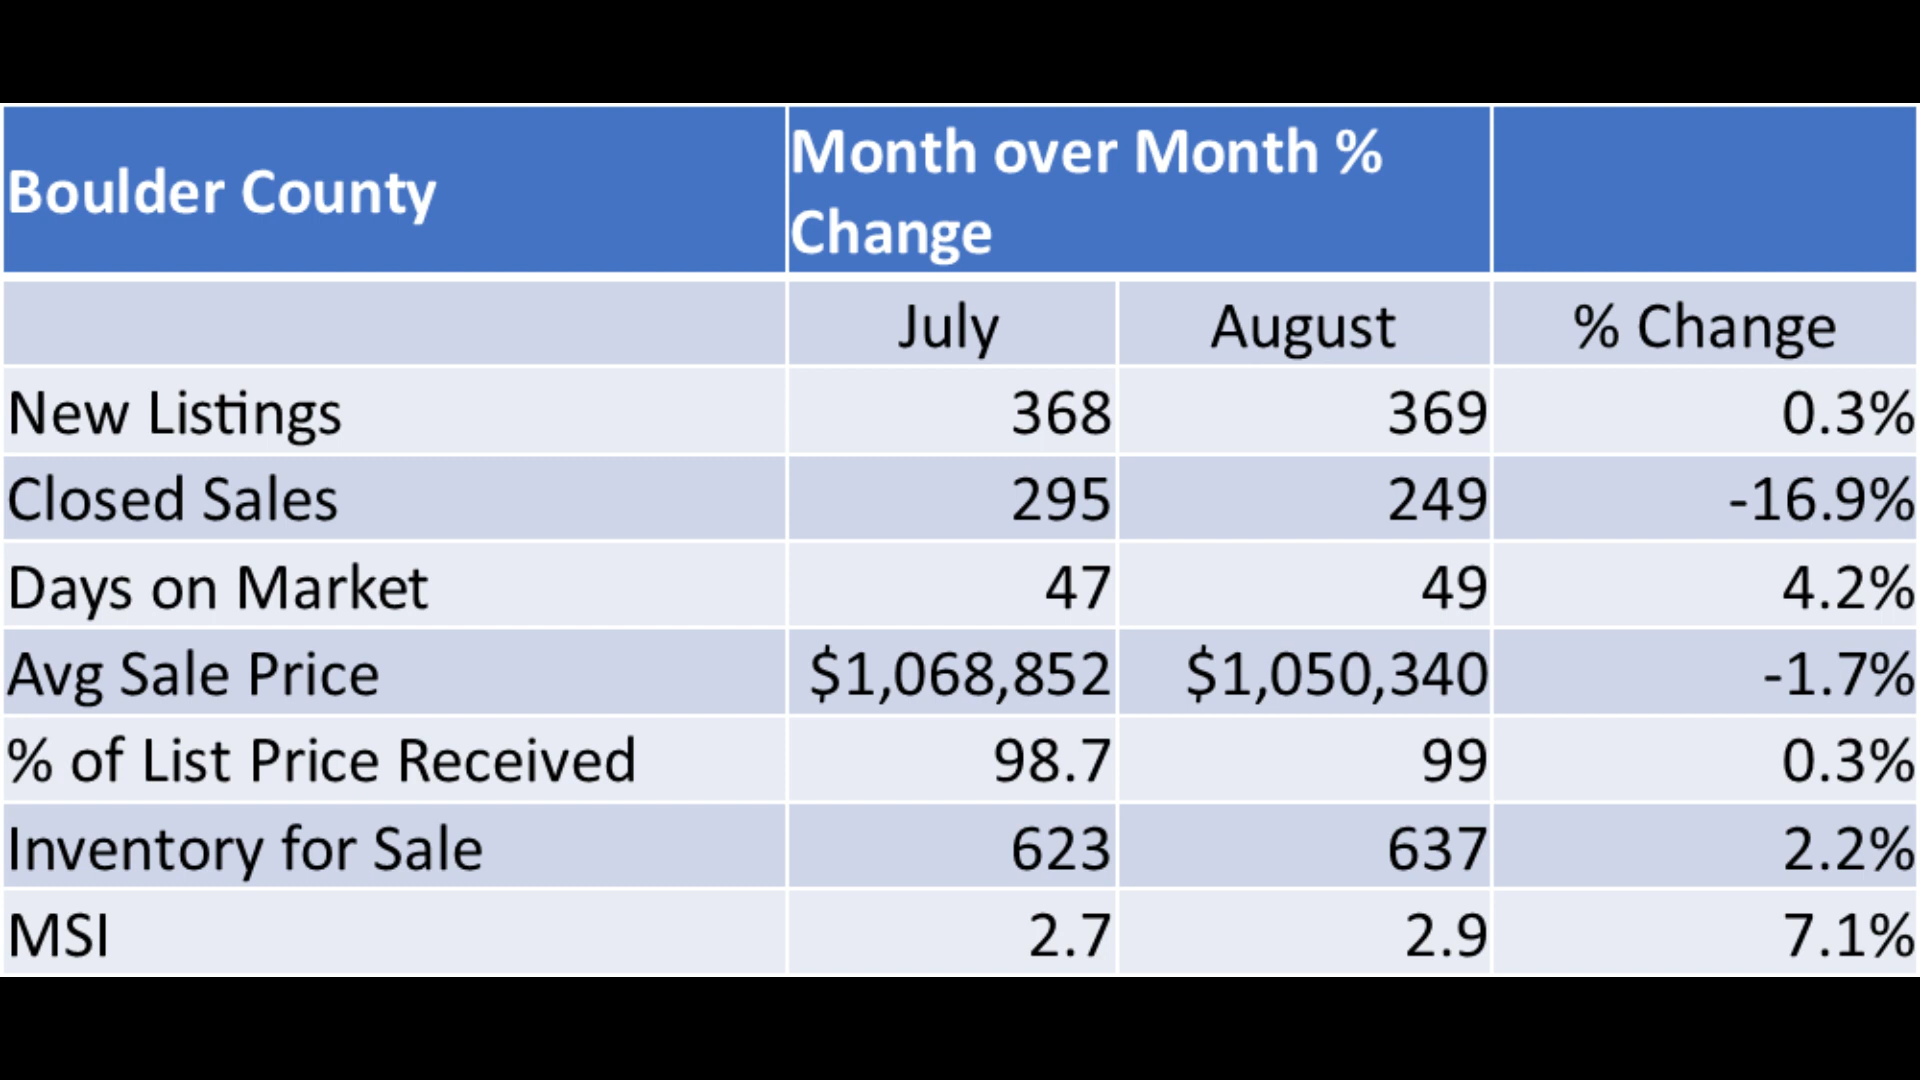 Boulder County Month over Month %
Change
July August % Change
New Listings 368 369 0.3%
Closed Sales 295 249 -16.9%
Days on Market 47 49 4.2%
Avg Sale Price $1,068,852 $1,050,340 -1.7%
% of List Price Received 98.7 99 0.3%
Inventory for Sale 623 637 2.2%
MSI 2.7 2.9 7.1%